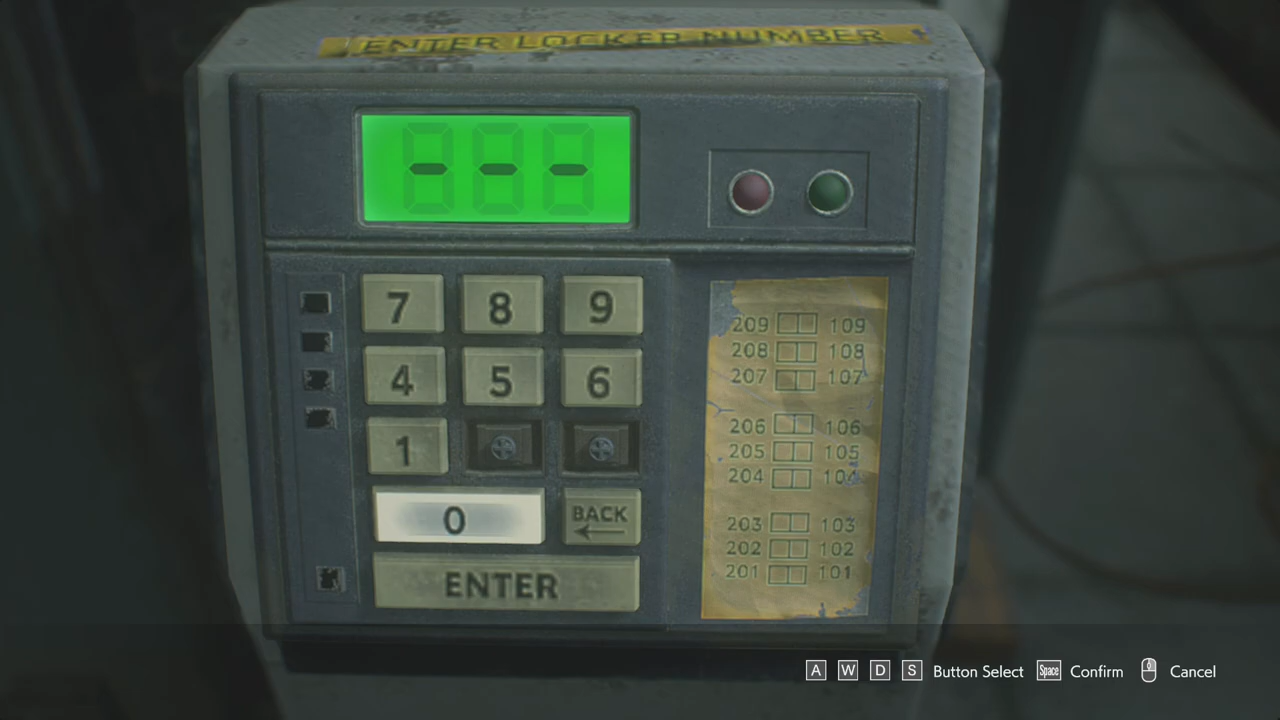 ENTER LOCKER NUMBER
- - -
7 8 9
4 5 6
1
0 BACK
ENTER
209 109
208 108
207 107
206 106
205 105
204 104
203 103
202 102
201 101
A W D S Button Select Space Confirm Cancel